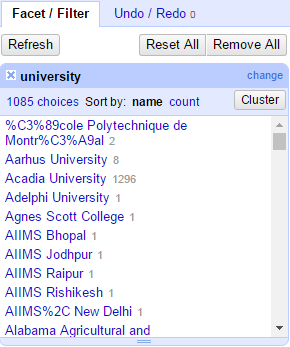 Facet / Filter Undo / Redo 0
Refresh Reset All Remove All
university change
1085 choices Sort by: name count Cluster
%C3%89cole Polytechnique de
Montr%C3%A9al 2
Aarhus University 8
Acadia University 1296
Adelphi University 1
Agnes Scott College 1
AIIMS Bhopal 1
AIIMS Jodhpur 1
AIIMS Raipur 1
AIIMS Rishikesh 1
AIIMS%2C New Delhi 1
Alabama Agricultural and